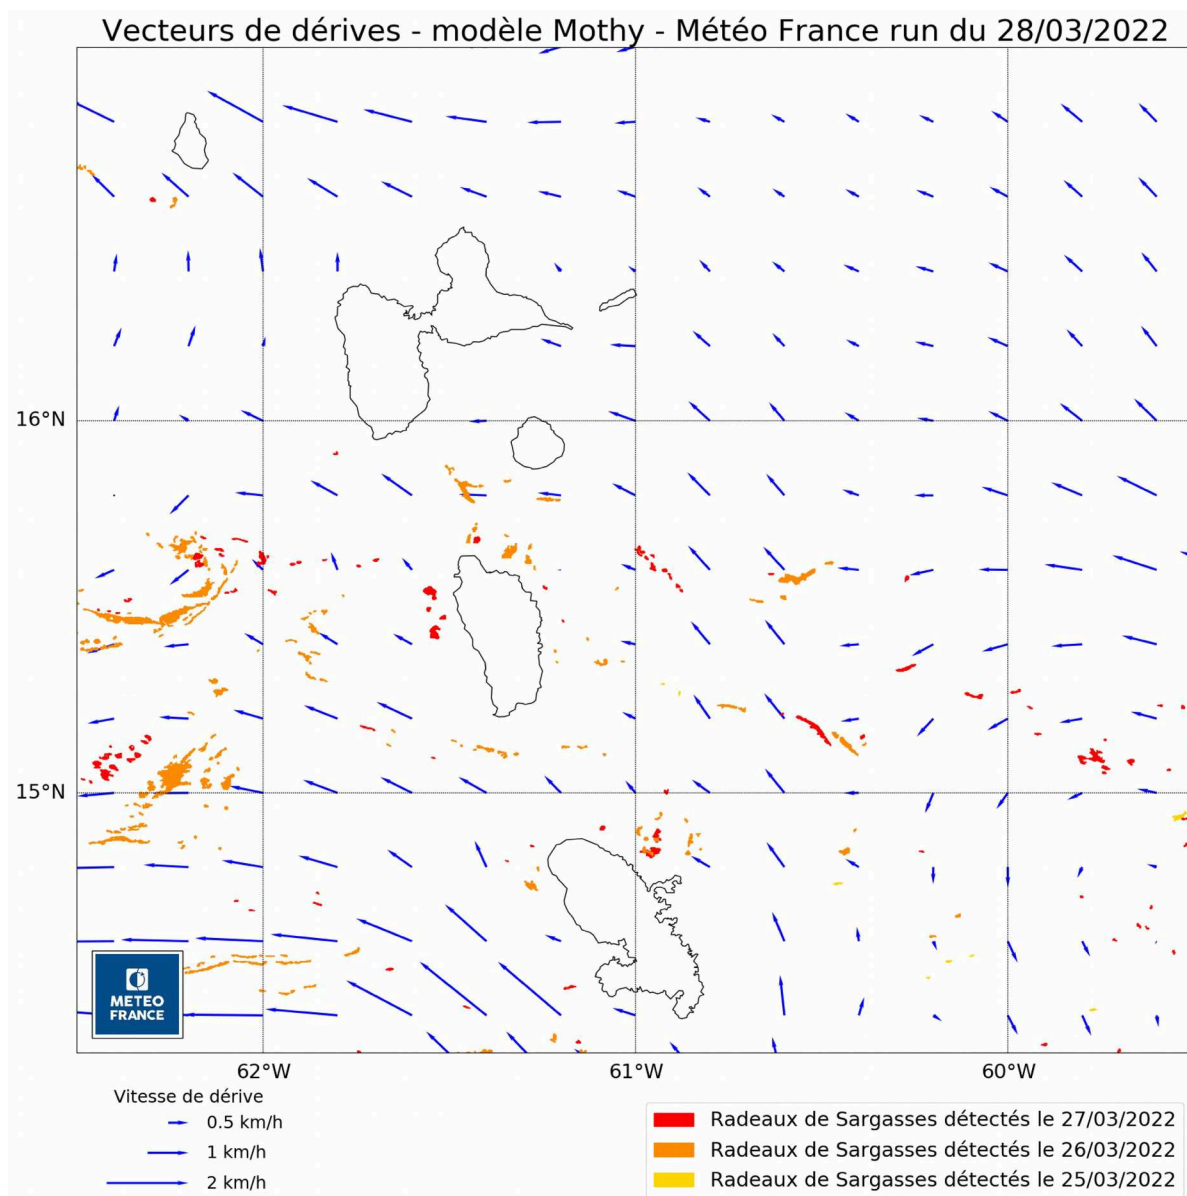 Vecteurs de dérives - modèle Mothy - Météo France run du 28/03/2022
16°N
15°N
METEO
FRANCE
62°W
61°W
60°W
Vitesse de dérive
0.5 km/h
1 km/h
2 km/h
Radeaux de Sargasses détectés le 27/03/2022
Radeaux de Sargasses détectés le 26/03/2022
Radeaux de Sargasses détectés le 25/03/2022